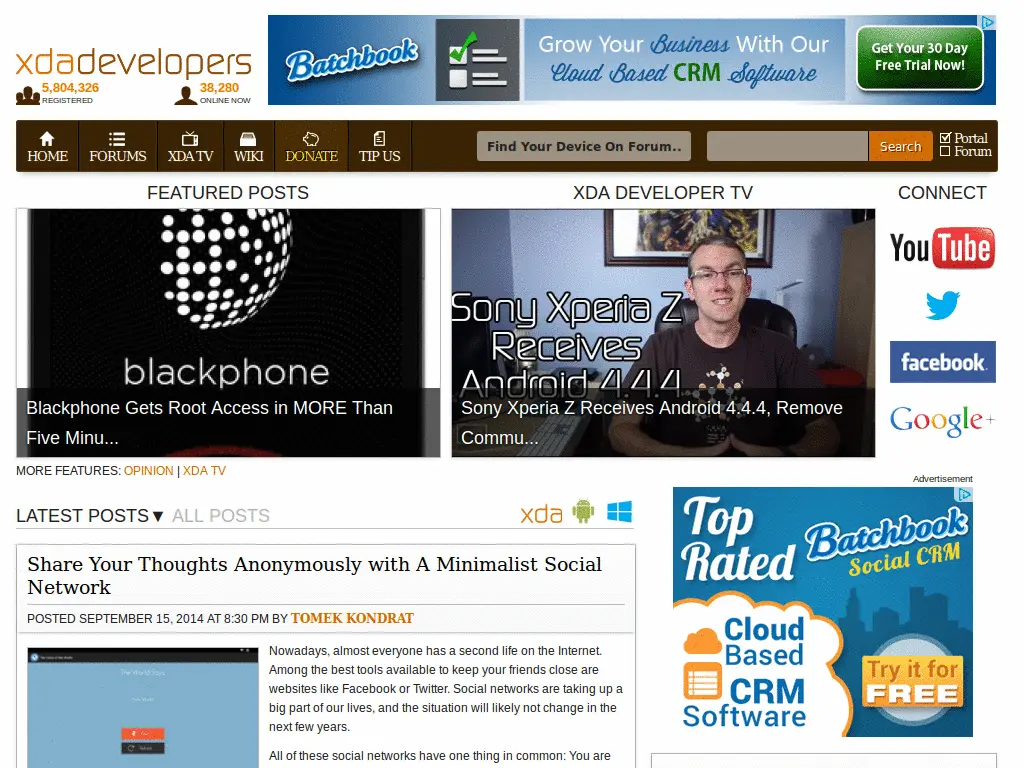 xdadevelopers
5,804,326
REGISTERED
38,280
ONLINE NOW
Batchbook
Grow Your Business With Our
Cloud Based CRM Software
Get Your 30 Day
Free Trial Now!
HOME
FORUMS
XDA TV
WIKI
DONATE
TIP US
Find Your Device On Forum..
Search
Portal
Forum
FEATURED POSTS
XDA DEVELOPER TV
CONNECT
blackphone
Blackphone Gets Root Access in MORE Than
Five Minu...
Sony Xperia Z
Receives
Android 4.4.4
Sony Xperia Z Receives Android 4.4.4, Remove
Commu...
YouTube
facebook
Google+
MORE FEATURES: OPINION | XDA TV
Advertisement
LATEST POSTS▼ ALL POSTS
xda
Share Your Thoughts Anonymously with A Minimalist Social
Network
POSTED SEPTEMBER 15, 2014 AT 8:30 PM BY TOMEK KONDRAT
Nowadays, almost everyone has a second life on the Internet.
Among the best tools available to keep your friends close are
websites like Facebook or Twitter. Social networks are taking up a
big part of our lives, and the situation will likely not change in the
next few years.
All of these social networks have one thing in common: You are
Top
Rated
Batchbook
Social CRM
Cloud
Based
CRM
Software
Try it for
FREE